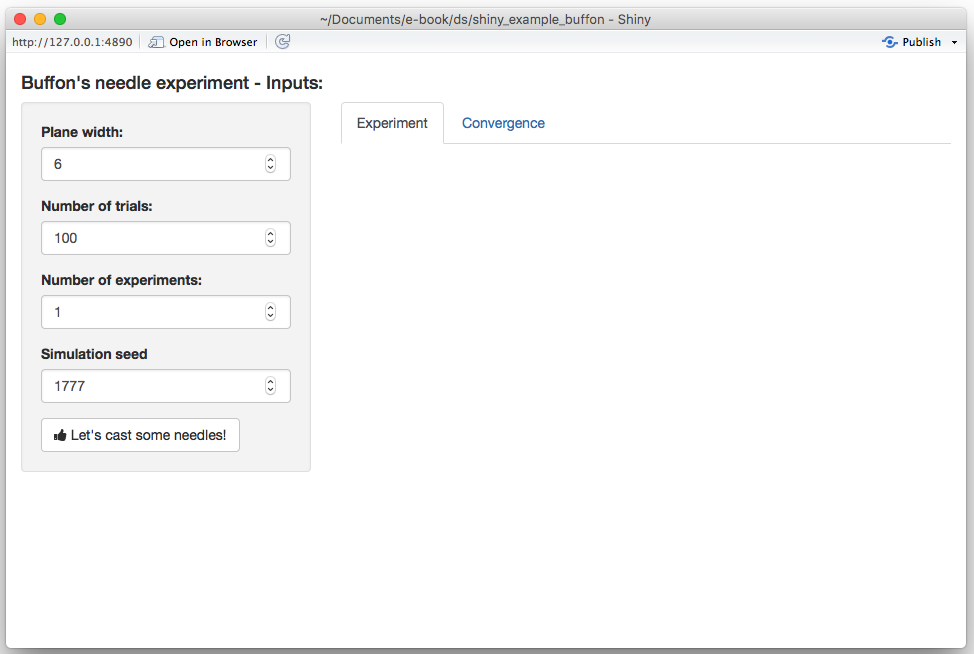 ~/Documents/e-book/ds/shiny_example_buffon - Shiny
http://127.0.0.1:4890 Open in Browser Publish
Buffon's needle experiment - Inputs:
Experiment Convergence
Plane width:
6
Number of trials:
100
Number of experiments:
1
Simulation seed
1777
Let's cast some needles!